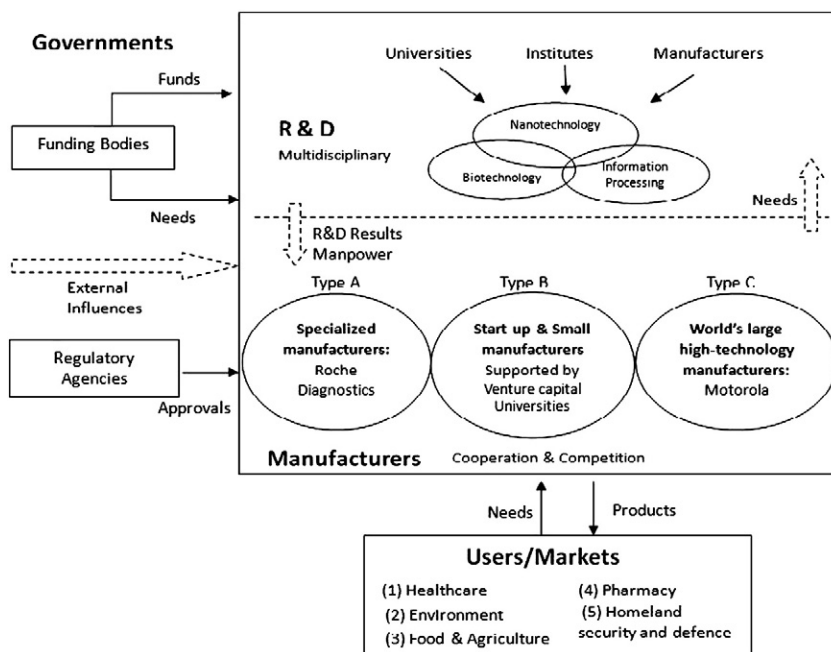 Governments
Funds
Funding Bodies
Needs
External
Influences
Regulatory
Agencies
Approvals
Universities
Institutes
Manufacturers
R & D
Multidisciplinary
Nanotechnology
Biotechnology
Information
Processing
Needs
R&D Results
Manpower
Type A
Type B
Type C
Specialized
manufacturers:
Roche
Diagnostics
Start up & Small
manufacturers
Supported by
Venture capital
Universities
World's large
high-technology
manufacturers:
Motorola
Manufacturers
Cooperation & Competition
Needs
Products
Users/Markets
(1) Healthcare
(2) Environment
(3) Food & Agriculture
(4) Pharmacy
(5) Homeland
security and defence